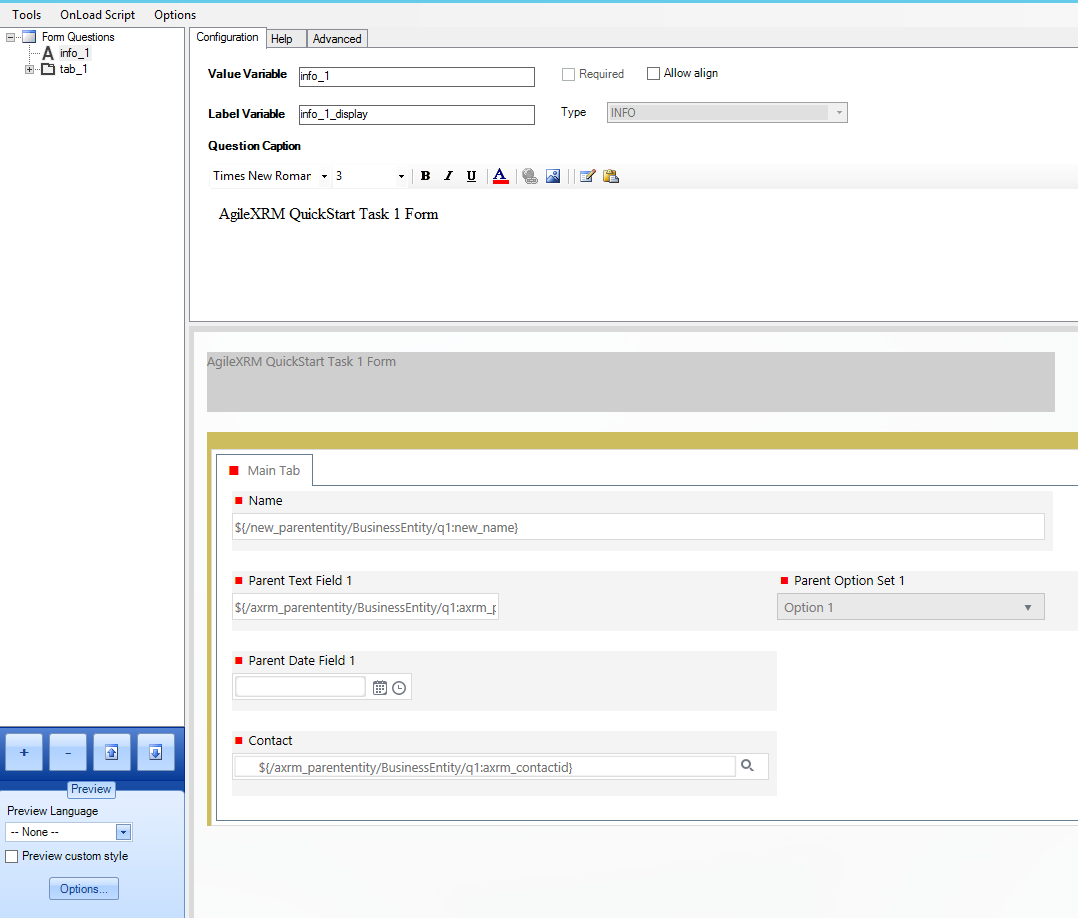 Tools OnLoad Script Options
Form Questions
info_1
tab_1
Configuration Help Advanced
Value Variable info_1 Required Allow align
Label Variable info_1_display Type INFO
Question Caption
Times New Roman 3 B I U A
AgileXRM QuickStart Task 1 Form
AgileXRM QuickStart Task 1 Form
Main Tab
Name
${/new_parententity/BusinessEntity/q1:new_name}
Parent Text Field 1 Parent Option Set 1
${/axrm_parententity/BusinessEntity/q1:axrm_p Option 1
Parent Date Field 1
Contact
${/axrm_parententity/BusinessEntity/q1:axrm_contactid}
+ -
Preview
Preview Language
-- None --
Preview custom style
Options...